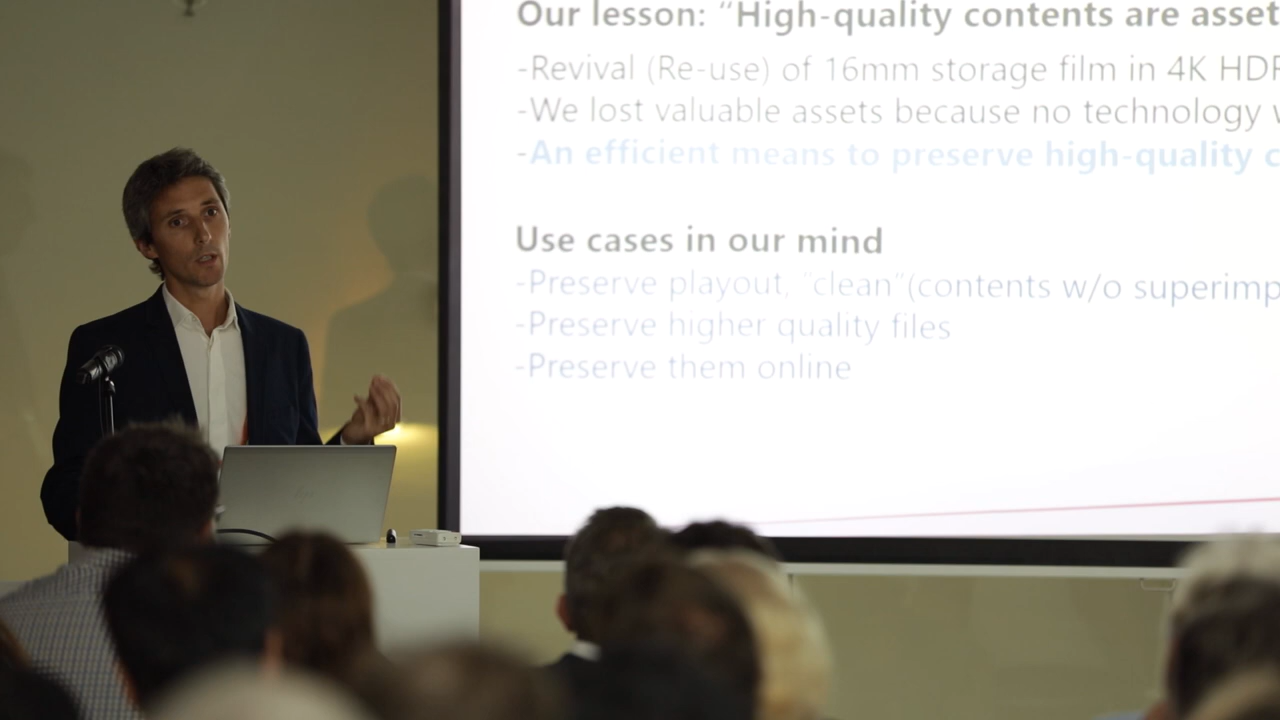 Our lesson: “High-quality contents are asset
-Revival (Re-use) of 16mm storage film in 4K HDR
-We lost valuable assets because no technology
-An efficient means to preserve high-quality
Use cases in our mind
-Preserve playout, “clean”(contents w/o superimp
-Preserve higher quality files
-Preserve them online